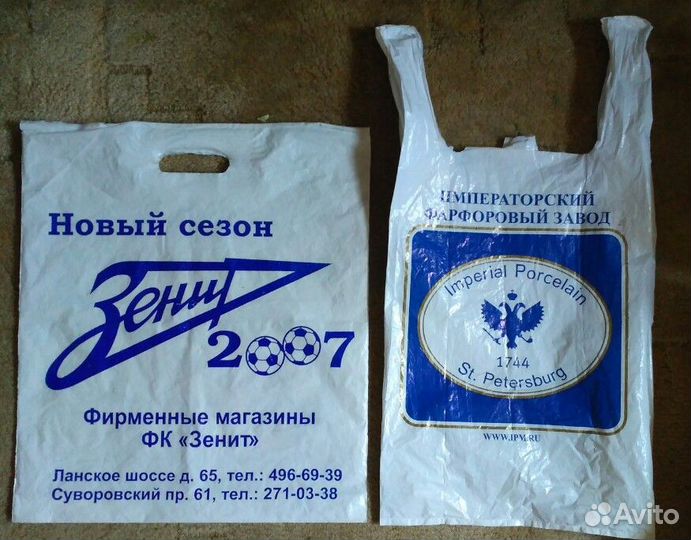 Новый сезон
Зенит
2007
Фирменные магазины
ФК «Зенит»
Ланское шоссе д. 65, тел.: 496-69-39
Суворовский пр. 61, тел.: 271-03-38
ИМПЕРАТОРСКИЙ
ФАРФОРОВЫЙ ЗАВОД
Imperial Porcelain
1744
St. Petersburg
WWW.IPM.RU
Avito